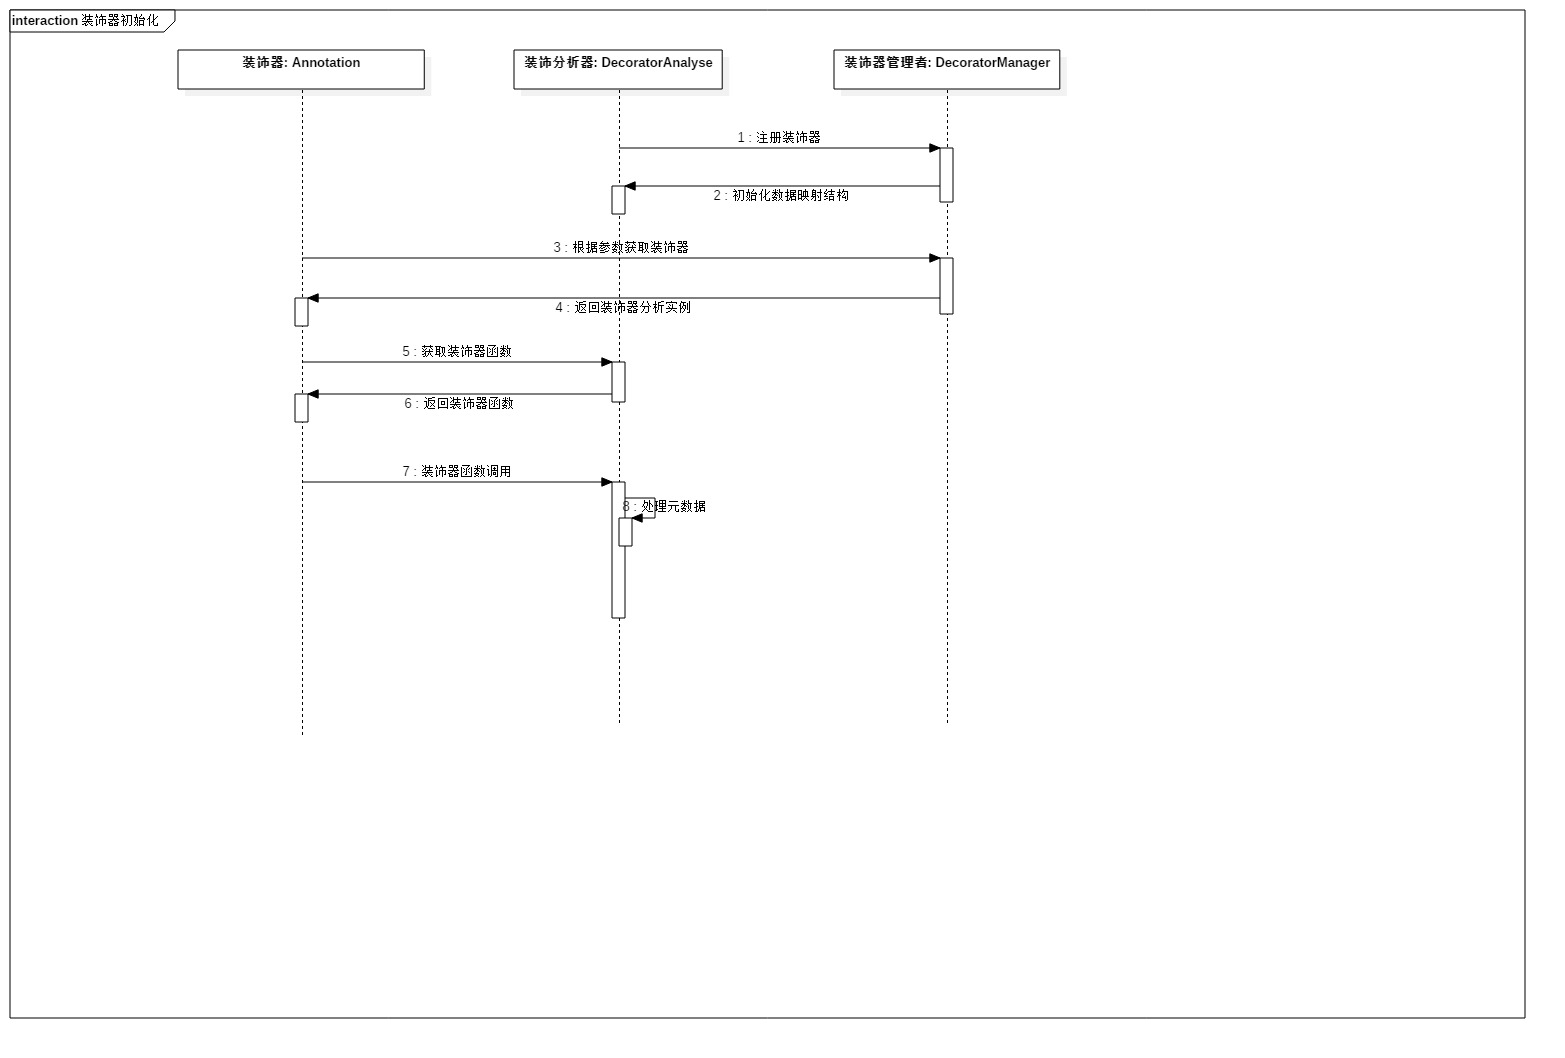 interaction 装饰器初始化
装饰器: Annotation
装饰分析器: DecoratorAnalyse
装饰器管理者: DecoratorManager
1 : 注册装饰器
2 : 初始化数据映射结构
3 : 根据参数获取装饰器
4 : 返回装饰器分析实例
5 : 获取装饰器函数
6 : 返回装饰器函数
7 : 装饰器函数调用
8 : 处理元数据